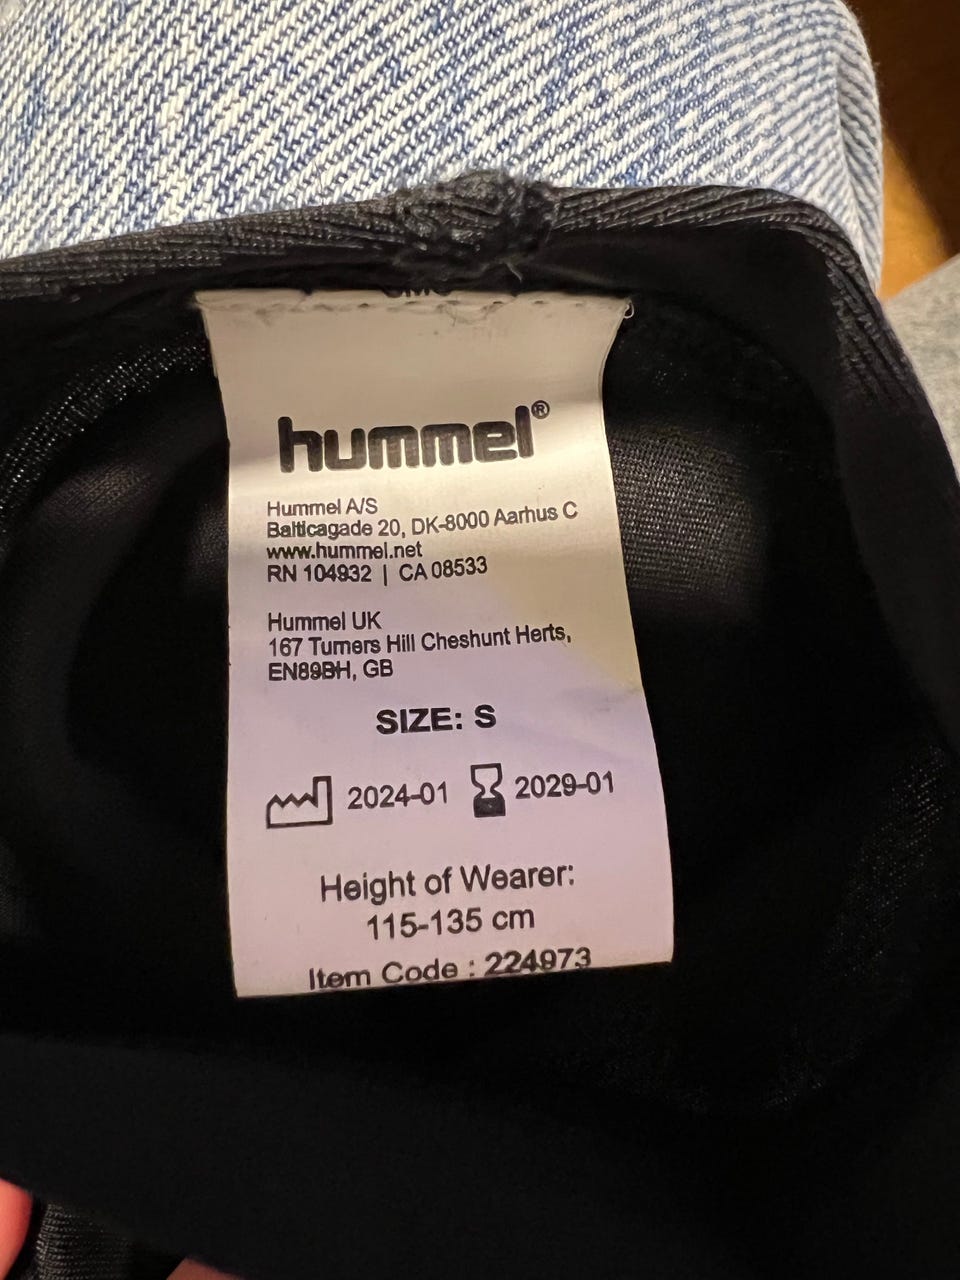 hummel®
Hummel A/S
Balticagade 20, DK-8000 Aarhus C
www.hummel.net
RN 104932 | CA 08533
Hummel UK
167 Turners Hill Cheshunt Herts,
EN89BH, GB
SIZE: S
2024-01 2029-01
Height of Wearer:
115-135 cm
Item Code : 224973